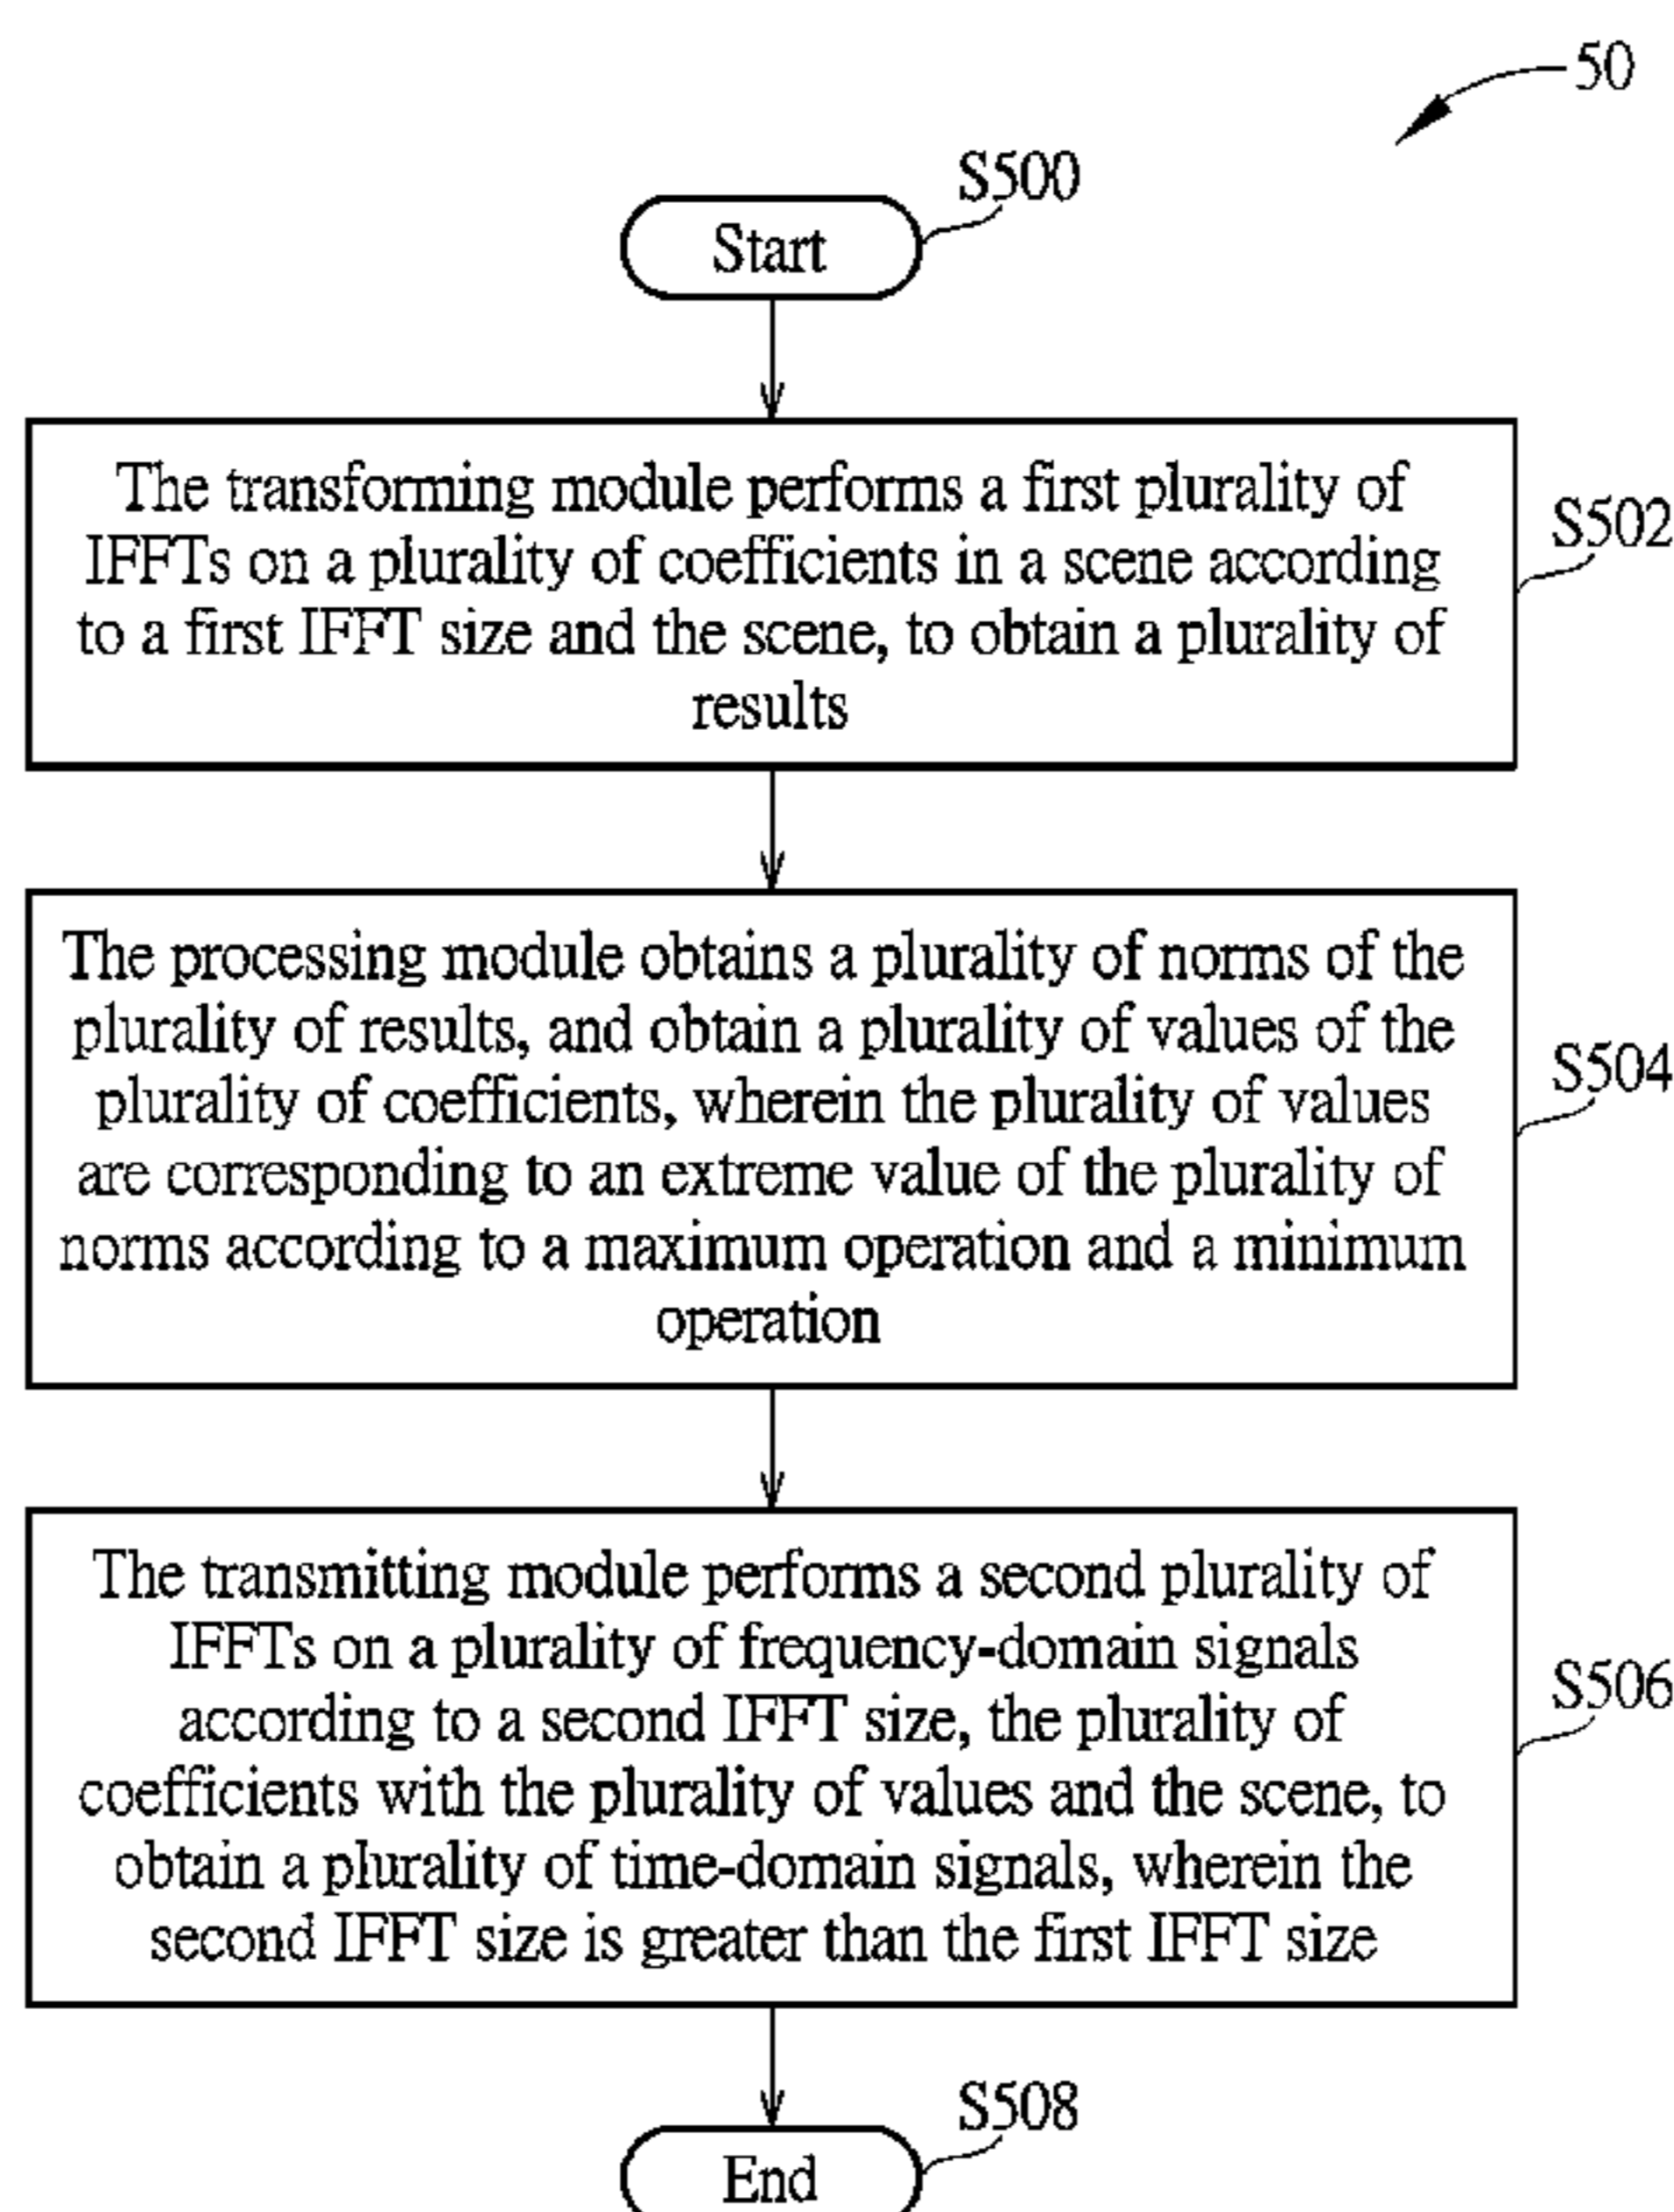 50
S500
Start
The transforming module performs a first plurality of
IFFTs on a plurality of coefficients in a scene according
to a first IFFT size and the scene, to obtain a plurality of
results
S502
The processing module obtains a plurality of norms of the
plurality of results, and obtain a plurality of values of the
plurality of coefficients, wherein the plurality of values
are corresponding to an extreme value of the plurality of
norms according to a maximum operation and a minimum
operation
S504
The transmitting module performs a second plurality of
IFFTs on a plurality of frequency-domain signals
according to a second IFFT size, the plurality of
coefficients with the plurality of values and the scene, to
obtain a plurality of time-domain signals, wherein the
second IFFT size is greater than the first IFFT size
S506
S508
End